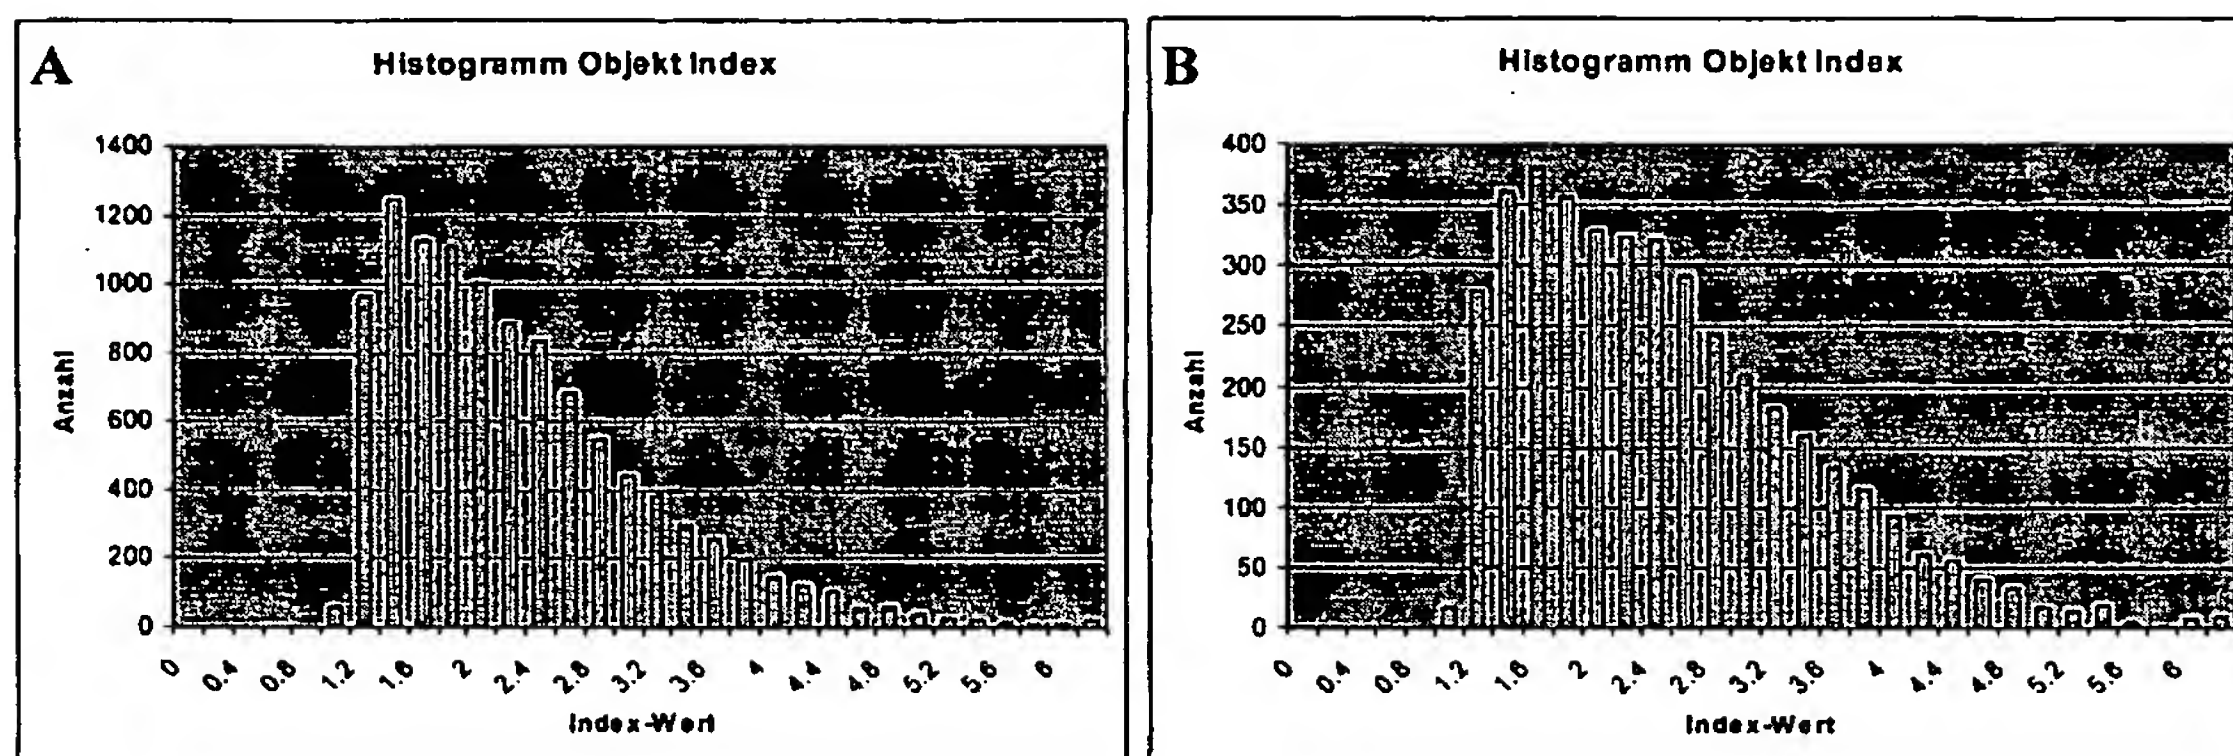 A
Histogramm Objekt Index
1400
1200
1000
800
600
400
200
0
Anzahl
0 0.4 0.8 1.2 1.6 2 2.4 2.8 3.2 3.6 4 4.4 4.8 5.2 5.6 6
Index-Wert
B
Histogramm Objekt Index
400
350
300
250
200
150
100
50
0
Anzahl
0 0.4 0.8 1.2 1.6 2 2.4 2.8 3.2 3.6 4 4.4 4.8 5.2 5.6 6
Index-Wert